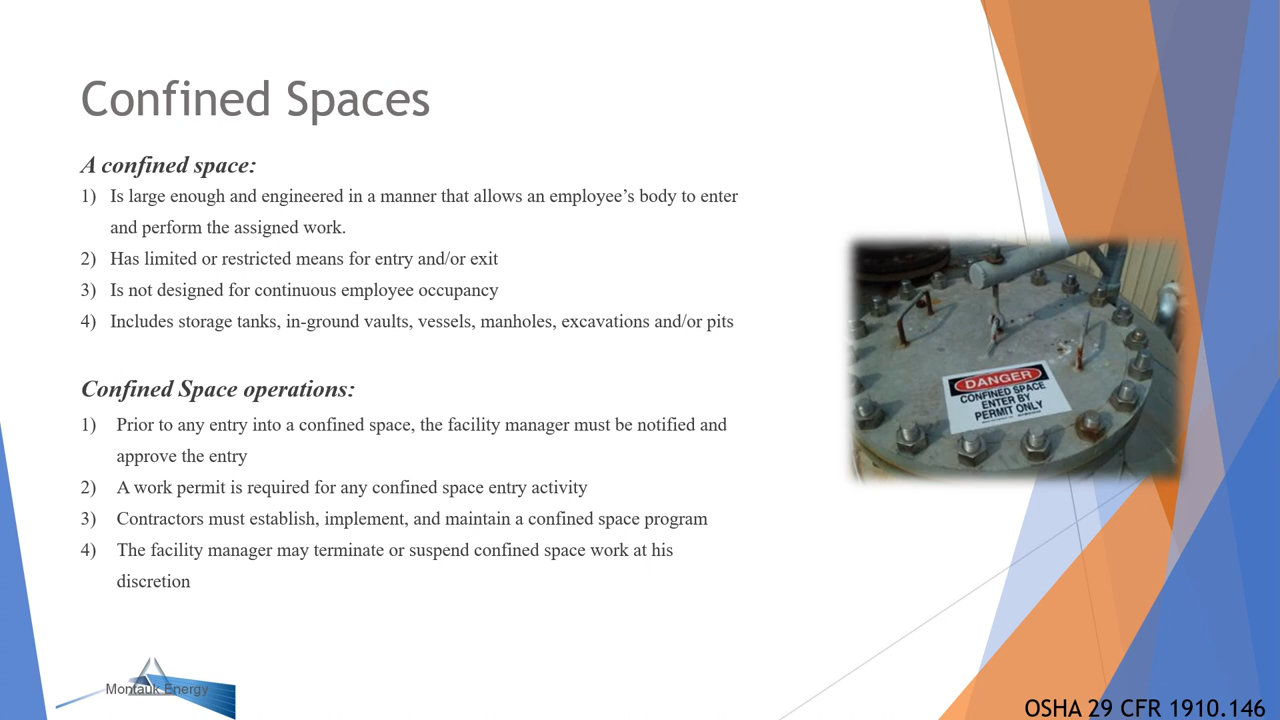 Confined Spaces
A confined space:
1) Is large enough and engineered in a manner that allows an employee’s body to enter
and perform the assigned work.
2) Has limited or restricted means for entry and/or exit
3) Is not designed for continuous employee occupancy
4) Includes storage tanks, in-ground vaults, vessels, manholes, excavations and/or pits
DANGER
CONFINED SPACE
ENTER BY
PERMIT ONLY
Confined Space operations:
1) Prior to any entry into a confined space, the facility manager must be notified and
approve the entry
2) A work permit is required for any confined space entry activity
3) Contractors must establish, implement, and maintain a confined space program
4) The facility manager may terminate or suspend confined space work at his
discretion
Montauk Energy
OSHA 29 CFR 1910.146